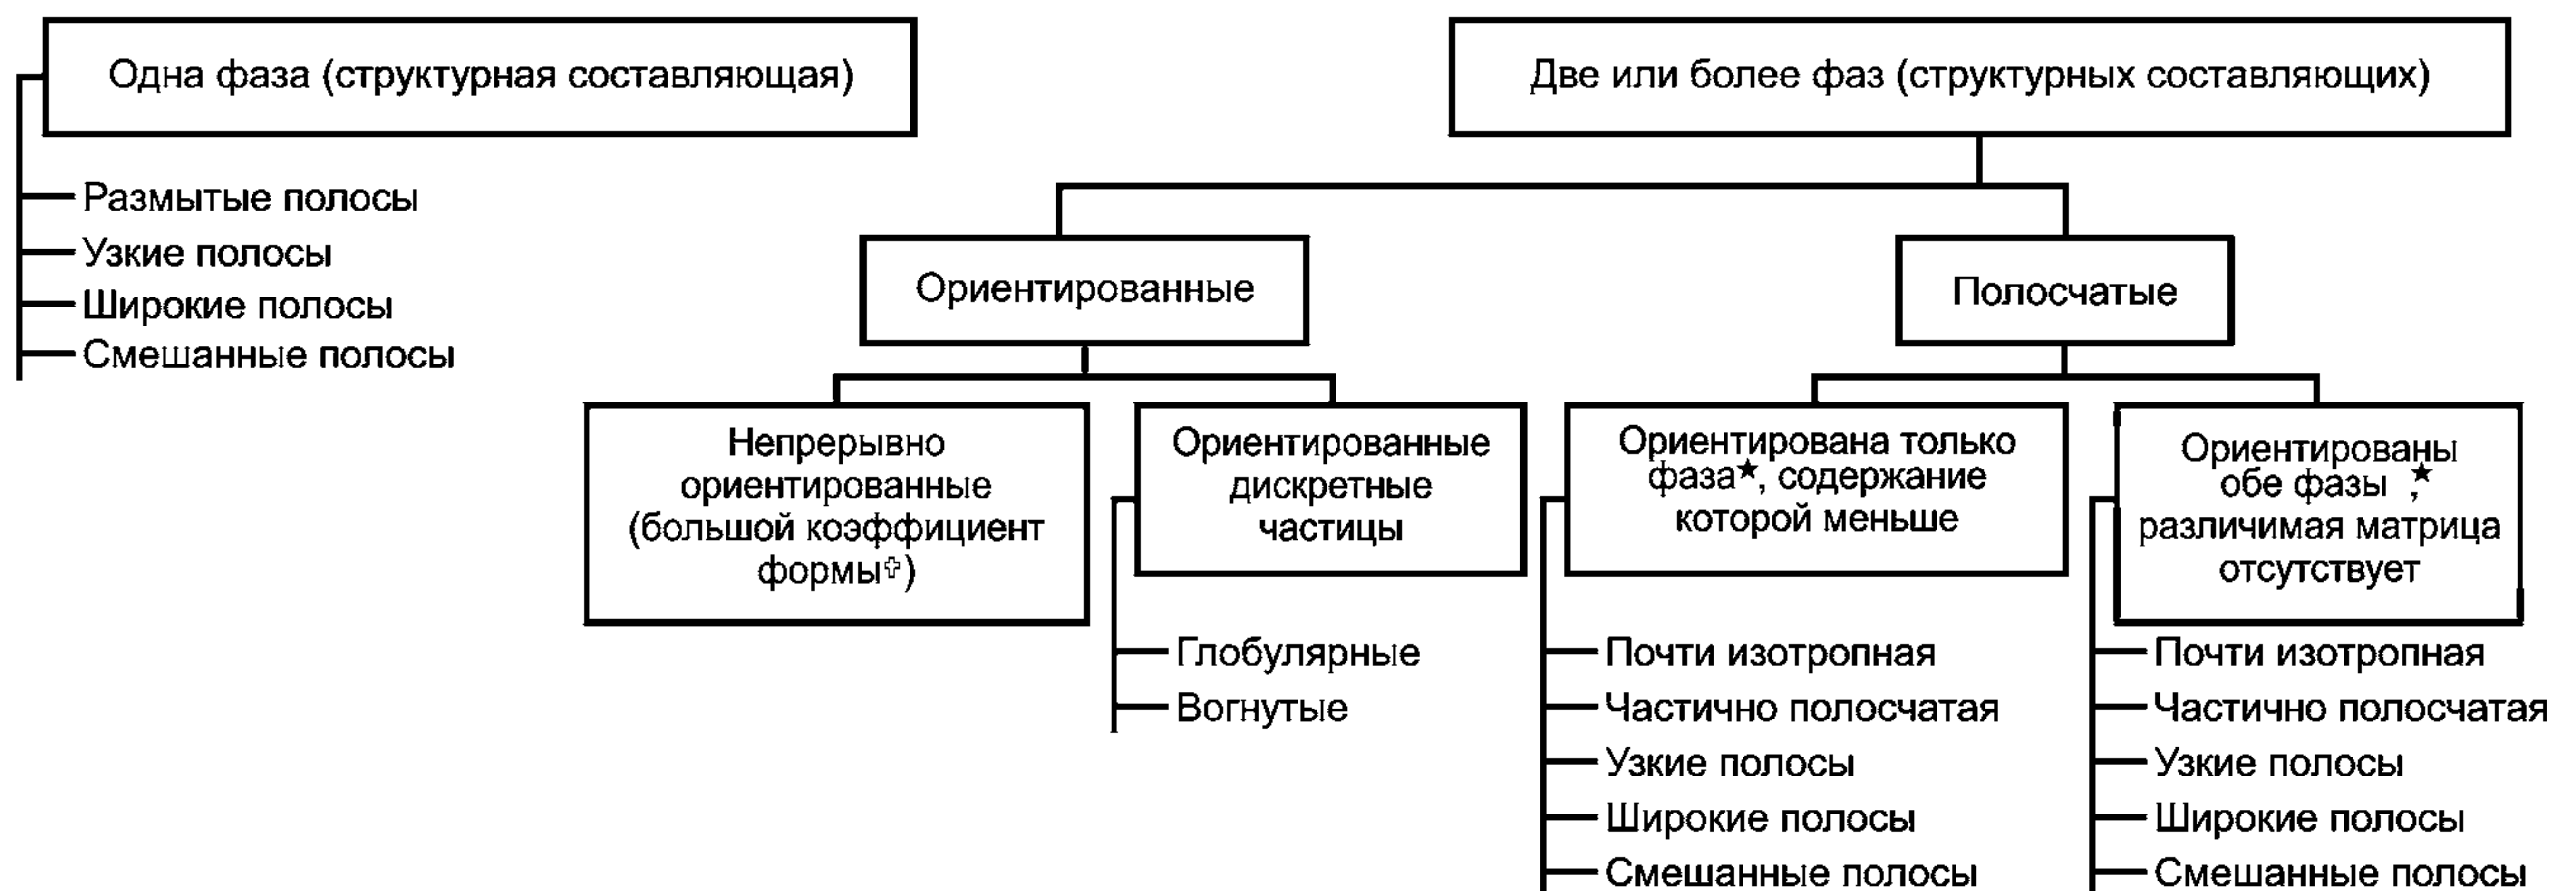 Одна фаза (структурная составляющая)
Размытые полосы
Узкие полосы
Широкие полосы
Смешанные полосы
Две или более фаз (структурных составляющих)
Ориентированные
Полосчатые
Непрерывно
ориентированные
(большой коэффициент
формы✞)
Ориентированные
дискретные
частицы
Глобулярные
Вогнутые
Ориентирована только
фаза★, содержание
которой меньше
Почти изотропная
Частично полосчатая
Узкие полосы
Широкие полосы
Смешанные полосы
Ориентированы
обе фазы ,★
различимая матрица
отсутствует
Почти изотропная
Частично полосчатая
Узкие полосы
Широкие полосы
Смешанные полосы